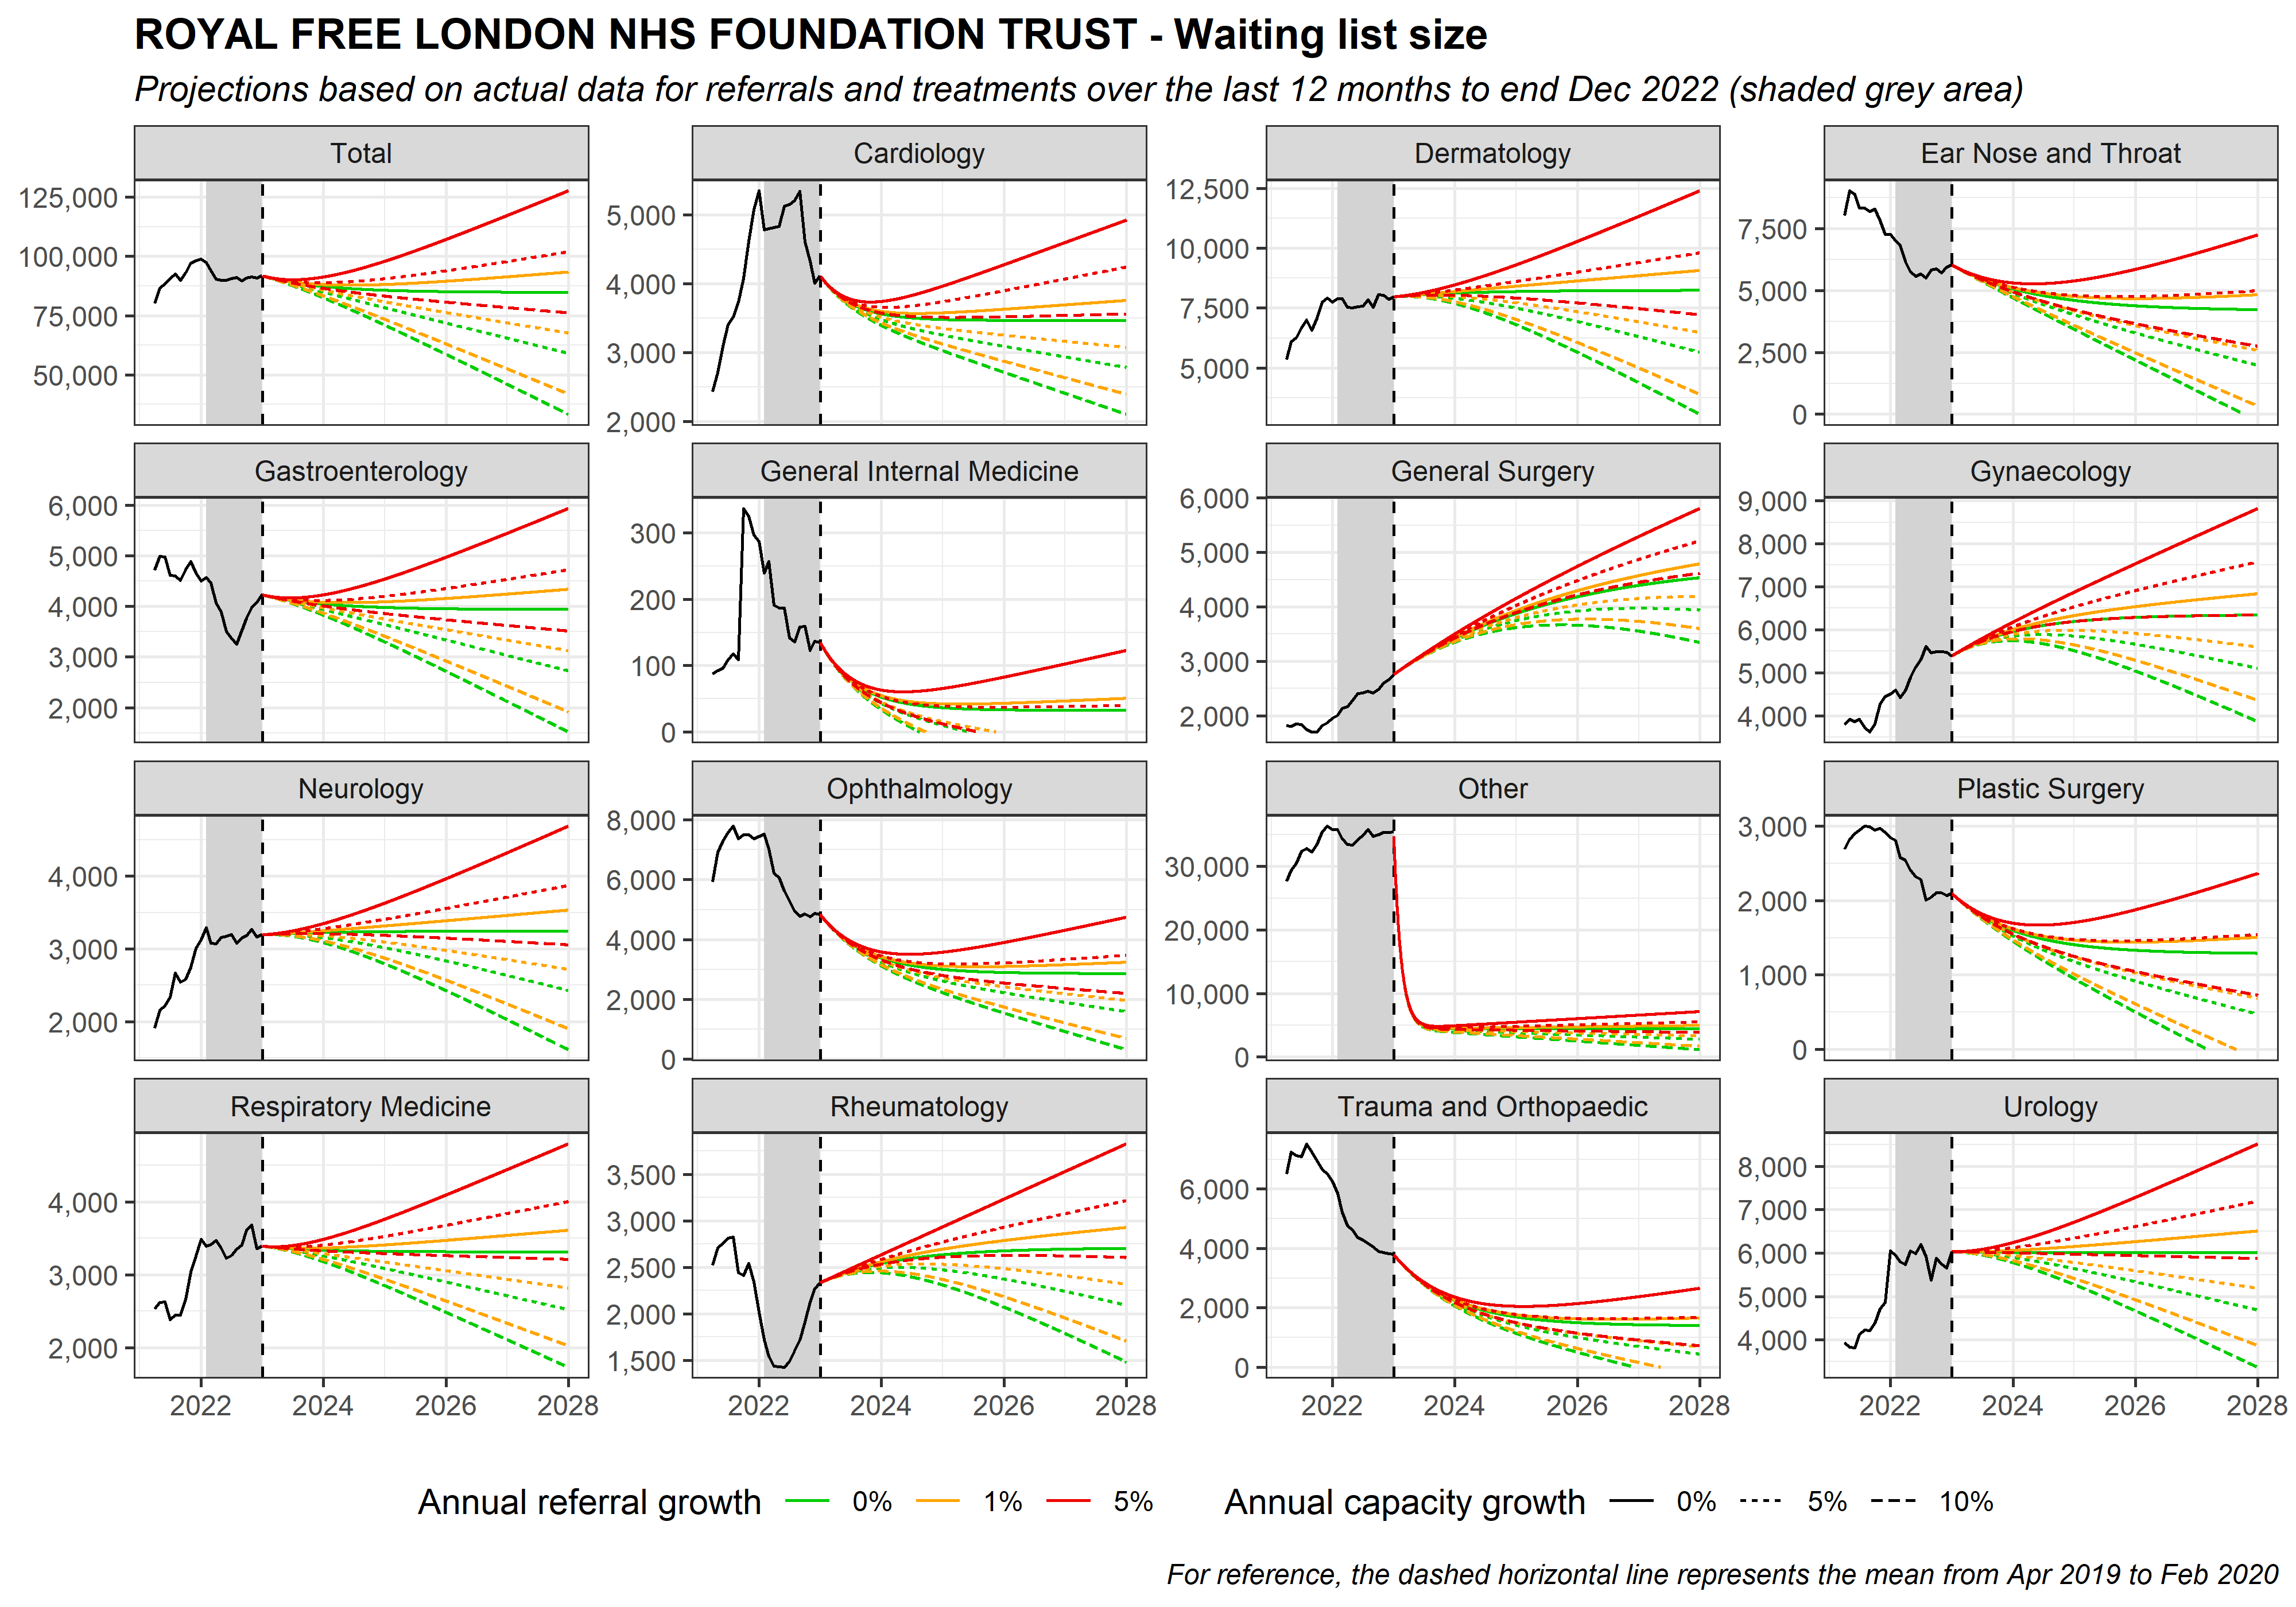 ROYAL FREE LONDON NHS FOUNDATION TRUST - Waiting list size
Projections based on actual data for referrals and treatments over the last 12 months to end Dec 2022 (shaded grey area)
Total
125,000
100,000
75,000
50,000
Cardiology
5,000
4,000
3,000
2,000
Dermatology
12,500
10,000
7,500
5,000
Ear Nose and Throat
7,500
5,000
2,500
0
Gastroenterology
6,000
5,000
4,000
3,000
2,000
General Internal Medicine
300
200
100
0
General Surgery
6,000
5,000
4,000
3,000
2,000
Gynaecology
9,000
8,000
7,000
6,000
5,000
4,000
Neurology
4,000
3,000
2,000
Ophthalmology
8,000
6,000
4,000
2,000
0
Other
30,000
20,000
10,000
0
Plastic Surgery
3,000
2,000
1,000
0
Respiratory Medicine
4,000
3,000
2,000
Rheumatology
3,500
3,000
2,500
2,000
1,500
Trauma and Orthopaedic
6,000
4,000
2,000
0
Urology
8,000
7,000
6,000
5,000
4,000
2022 2024 2026 2028
2022 2024 2026 2028
2022 2024 2026 2028
2022 2024 2026 2028
Annual referral growth 0% 1% 5%
Annual capacity growth 0% 5% 10%
For reference, the dashed horizontal line represents the mean from Apr 2019 to Feb 2020